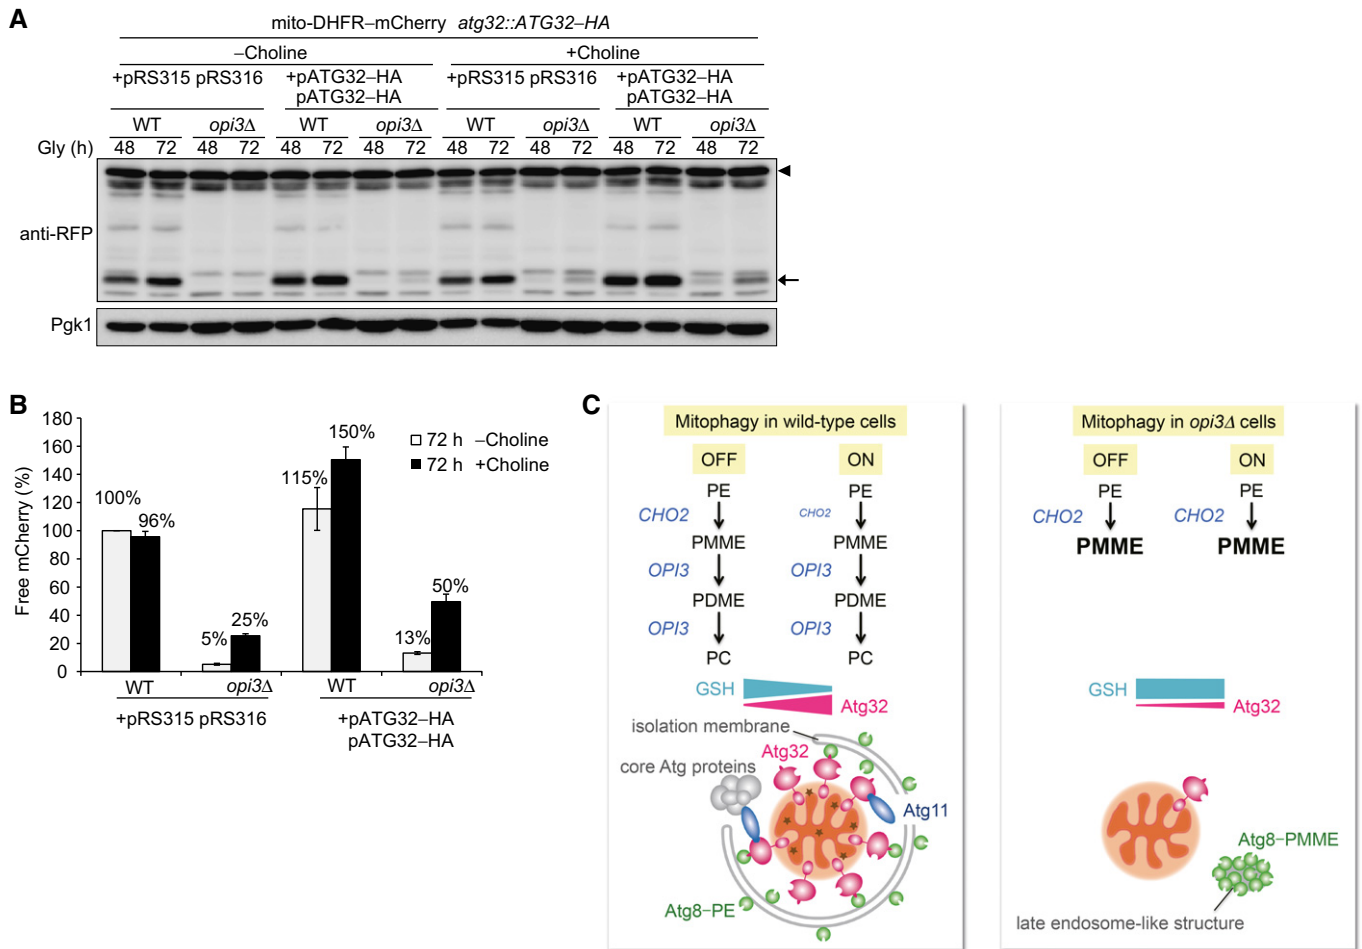 A
mito-DHFR–mCherry atg32::ATG32–HA
–Choline +Choline
+pRS315 pRS316 +pATG32–HA pATG32–HA +pRS315 pRS316 +pATG32–HA pATG32–HA
WT opi3Δ WT opi3Δ WT opi3Δ WT opi3Δ
Gly (h) 48 72 48 72 48 72 48 72 48 72 48 72 48 72 48 72
anti-RFP
Pgk1
B
Free mCherry (%)
180
160
140
120
100
80
60
40
20
0
100%
96%
5%
25%
115%
150%
13%
50%
72 h –Choline
72 h +Choline
WT opi3Δ WT opi3Δ
+pRS315 pRS316 +pATG32–HA
pATG32–HA
C
Mitophagy in wild-type cells
OFF ON
PE PE
CHO2 CHO2
PMME PMME
OPI3 OPI3
PDME PDME
OPI3 OPI3
PC PC
GSH
Atg32
isolation membrane
Atg32
core Atg proteins
Atg11
Atg8–PE
Mitophagy in opi3Δ cells
OFF ON
PE PE
CHO2 CHO2
PMME PMME
GSH
Atg32
Atg8–PMME
late endosome-like structure